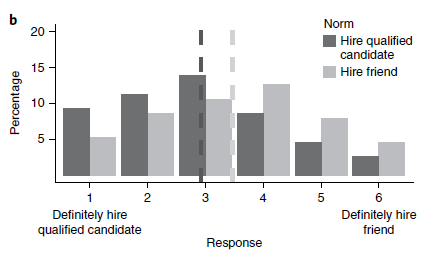 b
Norm
Hire qualified
candidate
Hire friend
Percentage
20
15
10
5
1 2 3 4 5 6
Definitely hire
qualified candidate
Definitely hire
friend
Response